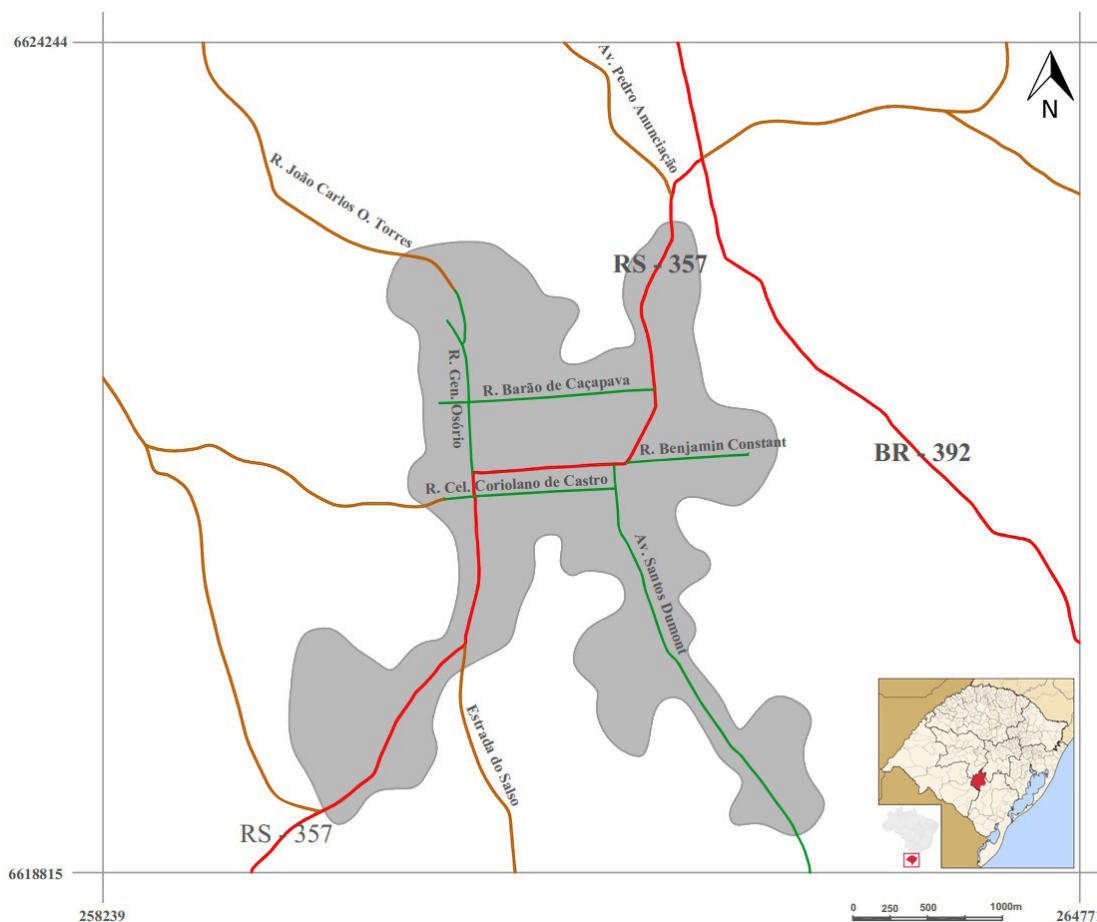 6624244
Av. Pedro Anunciação
N
R. João Carlos O. Torres
RS - 357
R. Gen. Osório
R. Barão de Caçapava
R. Benjamin Constant
BR - 392
R. Cel. Coriolano de Castro
Av. Santos Dumont
Estrada do Salso
RS - 357
6618815
0 250 500 1000m
258239
26477